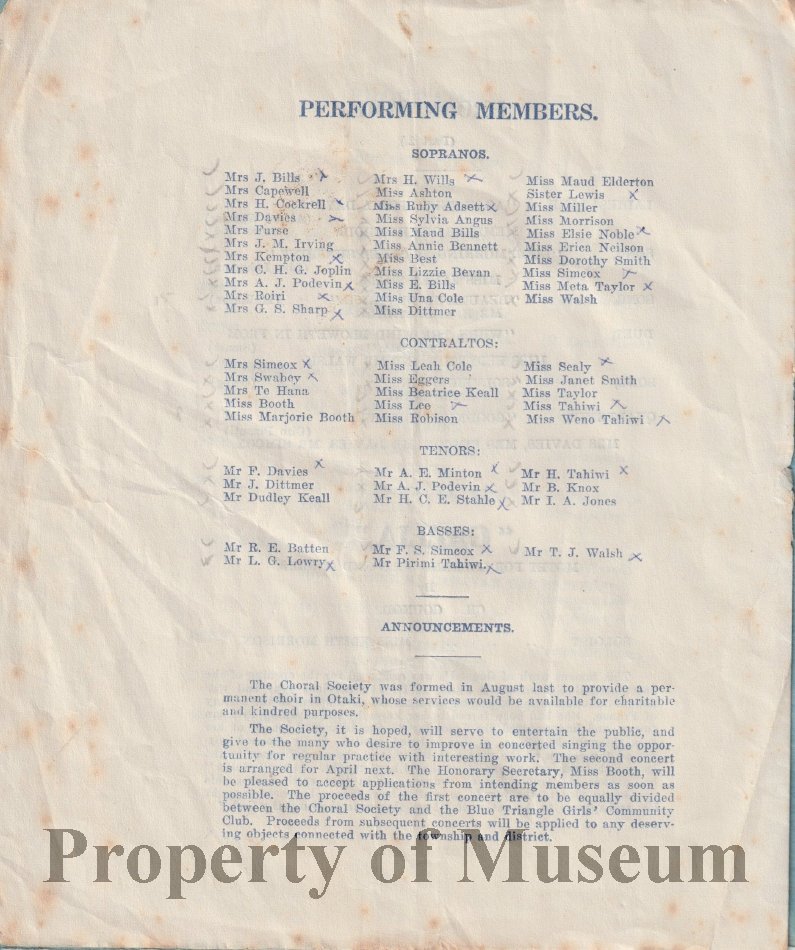 PERFORMING MEMBERS.
SOPRANOS.
Mrs J. Bills
Mrs Capewell
Mrs H. Cockrell
Mrs Davies
Mrs Furse
Mrs J. M. Irving
Mrs Kempton
Mrs C. H. G. Joplin
Mrs A. J. Podevin
Mrs Roiri
Mrs G. S. Sharp
Mrs H. Wills
Miss Ashton
Miss Ruby Adsett
Miss Sylvia Angus
Miss Maud Bills
Miss Annie Bennett
Miss Best
Miss Lizzie Bevan
Miss E. Bills
Miss Una Cole
Miss Dittmer
Miss Maud Elderton
Sister Lewis
Miss Miller
Miss Morrison
Miss Elsie Noble
Miss Erica Neilson
Miss Dorothy Smith
Miss Simcox
Miss Meta Taylor
Miss Walsh
CONTRALTOS:
Mrs Simcox
Mrs Swabey
Mrs Te Hana
Miss Booth
Miss Marjorie Booth
Miss Leah Cole
Miss Eggers
Miss Beatrice Keall
Miss Lee
Miss Robison
Miss Sealy
Miss Janet Smith
Miss Taylor
Miss Tahiwi
Miss Weno Tahiwi
TENORS:
Mr F. Davies
Mr J. Dittmer
Mr Dudley Keall
Mr A. E. Minton
Mr A. J. Podevin
Mr H. C. E. Stahle
Mr H. Tahiwi
Mr B. Knox
Mr I. A. Jones
BASSES:
Mr R. E. Batten
Mr L. G. Lowry
Mr F. S. Simcox
Mr Pirimi Tahiwi.
Mr T. J. Walsh
ANNOUNCEMENTS.
The Choral Society was formed in August last to provide a per-
manent choir in Otaki, whose services would be available for charitable
and kindred purposes.
The Society, it is hoped, will serve to entertain the public, and
give to the many who desire to improve in concerted singing the oppor-
tunity for regular practice with interesting work. The second concert
is arranged for April next. The Honorary Secretary, Miss Booth, will
be pleased to accept applications from intending members as soon as
possible. The proceeds of the first concert are to be equally divided
between the Choral Society and the Blue Triangle Girls' Community
Club. Proceeds from subsequent concerts will be applied to any deserv-
ing objects connected with the township and district.
Property of Museum